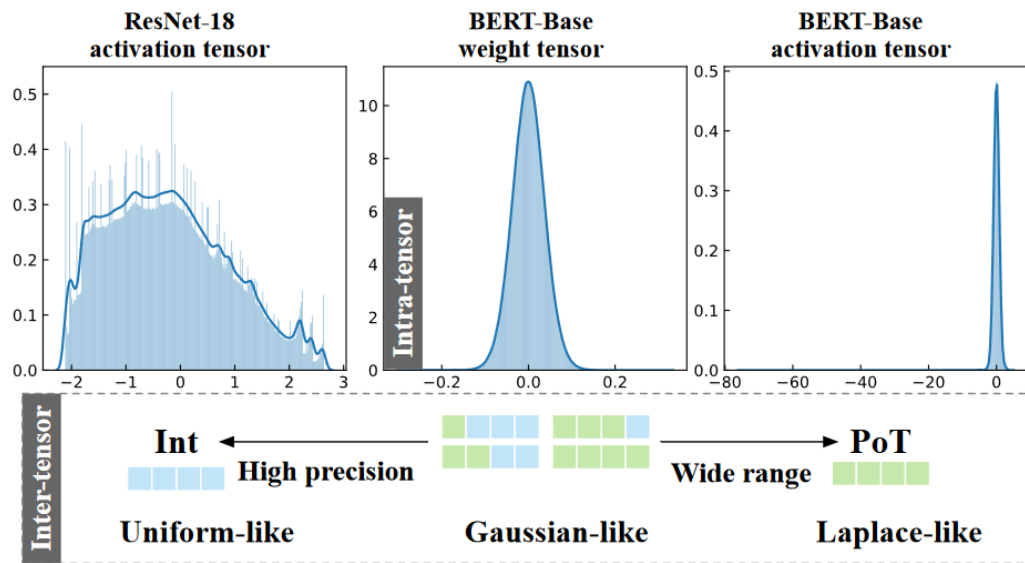 ResNet-18
activation tensor
BERT-Base
weight tensor
BERT-Base
activation tensor
0.5
0.4
0.3
0.2
0.1
0.0
−2
−1
0
1
2
3
10
8
6
4
2
0
−0.2
0.0
0.2
Intra-tensor
0.5
0.4
0.3
0.2
0.1
0.0
−80
−60
−40
−20
0
Inter-tensor
Int
High precision
Wide range
PoT
Uniform-like
Gaussian-like
Laplace-like